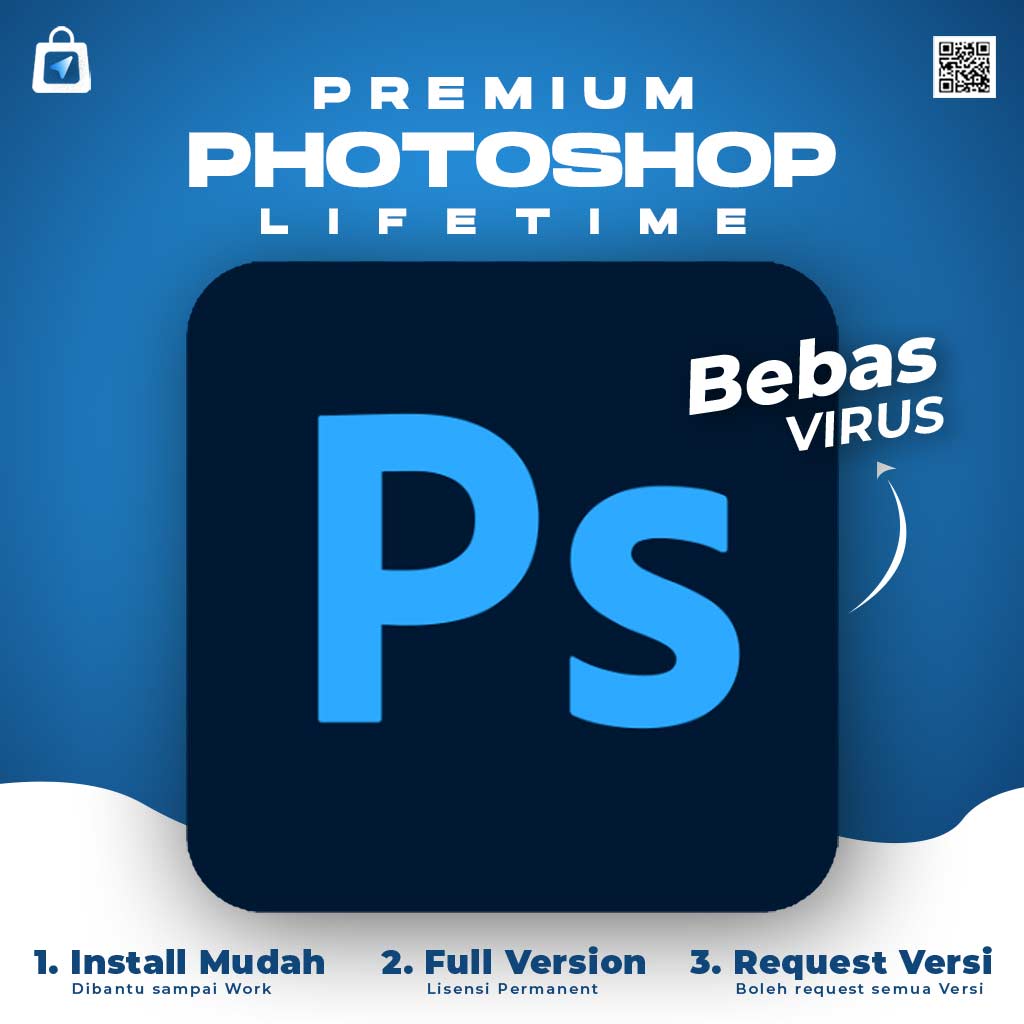 PREMIUM
PHOTOSHOP
LIFETIME
Bebas
VIRUS
Ps
1. Install Mudah
Dibantu sampai Work
2. Full Version
Lisensi Permanent
3. Request Versi
Boleh request semua Versi